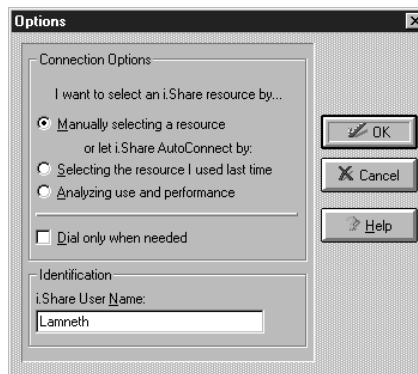 Options
Connection Options
I want to select an i.Share resource by...
Manually selecting a resource
or let i.Share AutoConnect by:
Selecting the resource I used last time
Analyzing use and performance
Dial only when needed
Identification
i.Share User Name:
Lamneth
OK
Cancel
Help